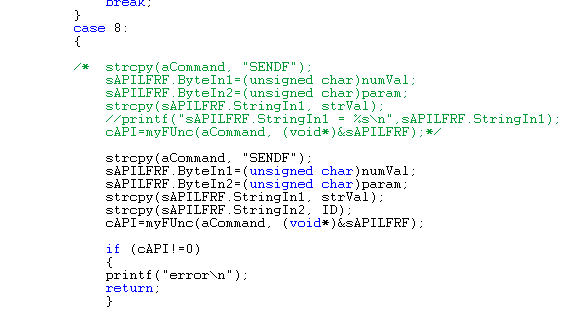 break;
}
case 8:
{
/* strcpy(aCommand, "SENDF");
sAPILFRF.ByteIn1=(unsigned char)numVal;
sAPILFRF.ByteIn2=(unsigned char)param;
strcpy(sAPILFRF.StringIn1, strVal);
//printf("sAPILFRF.StringIn1 = %s\n",sAPILFRF.StringIn1);
cAPI=myFUnc(aCommand, (void*)&sAPILFRF);*/
strcpy(aCommand, "SENDF");
sAPILFRF.ByteIn1=(unsigned char)numVal;
sAPILFRF.ByteIn2=(unsigned char)param;
strcpy(sAPILFRF.StringIn1, strVal);
strcpy(sAPILFRF.StringIn2, ID);
cAPI=myFUnc(aCommand, (void*)&sAPILFRF);
if (cAPI!=0)
{
printf("error\n");
return;
}